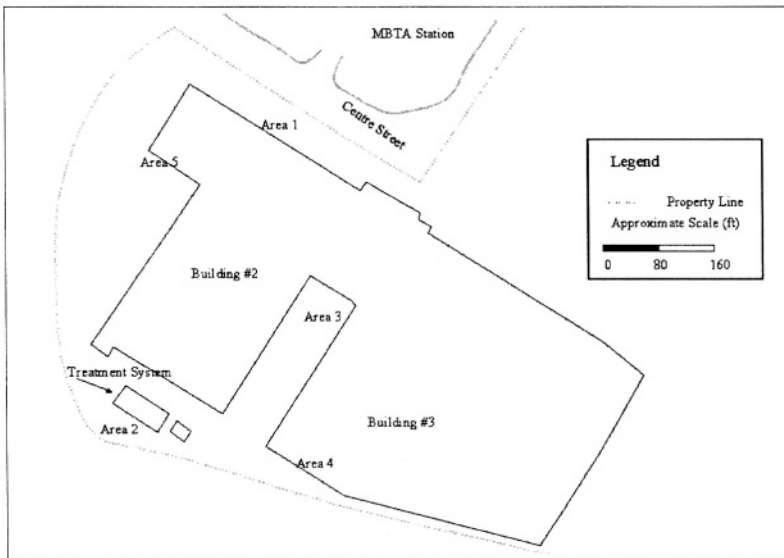 MBTA Station
Centre Street
Area 1
Area 5
Legend
Property Line
Approximate Scale (ft)
0 80 160
Building #2
Area 3
Treatment System
Area 2
Building #3
Area 4